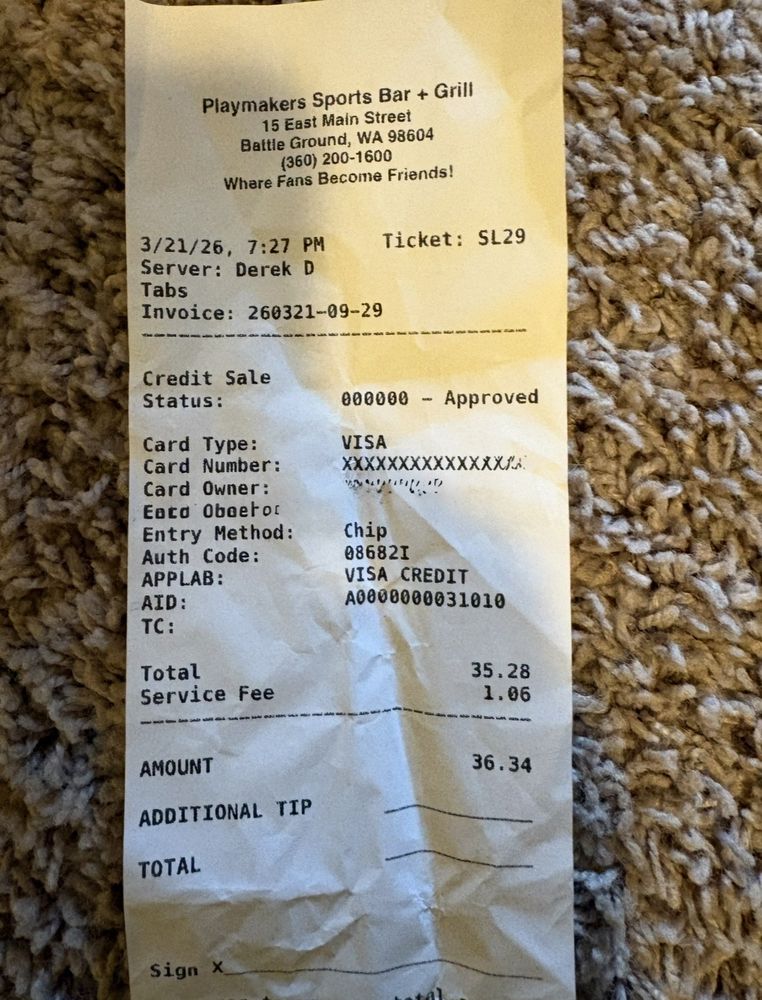 Playmakers Sports Bar + Grill
15 East Main Street
Battle Ground, WA 98604
(360) 200-1600
Where Fans Become Friends!
3/21/26, 7:27 PM Ticket: SL29
Server: Derek D
Tabs
Invoice: 260321-09-29
Credit Sale
Status: 000000 - Approved
Card Type: VISA
Card Number: XXXXXXXXXXXXXX
Card Owner:
Entry Method: Chip
Auth Code: 08682I
APPLAB: VISA CREDIT
AID: A0000000031010
TC:
Total 35.28
Service Fee 1.06
AMOUNT 36.34
ADDITIONAL TIP
TOTAL
Sign X